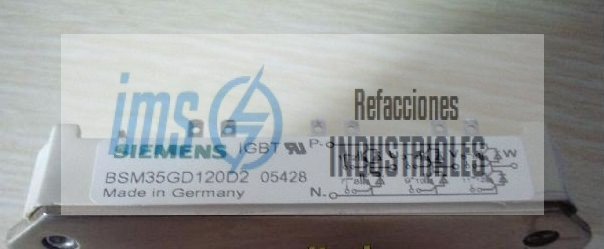 ims
Refacciones
INDUSTRIALES
SIEMENS IGBT P
BSM35GD120D2 05428
Made in Germany N
W